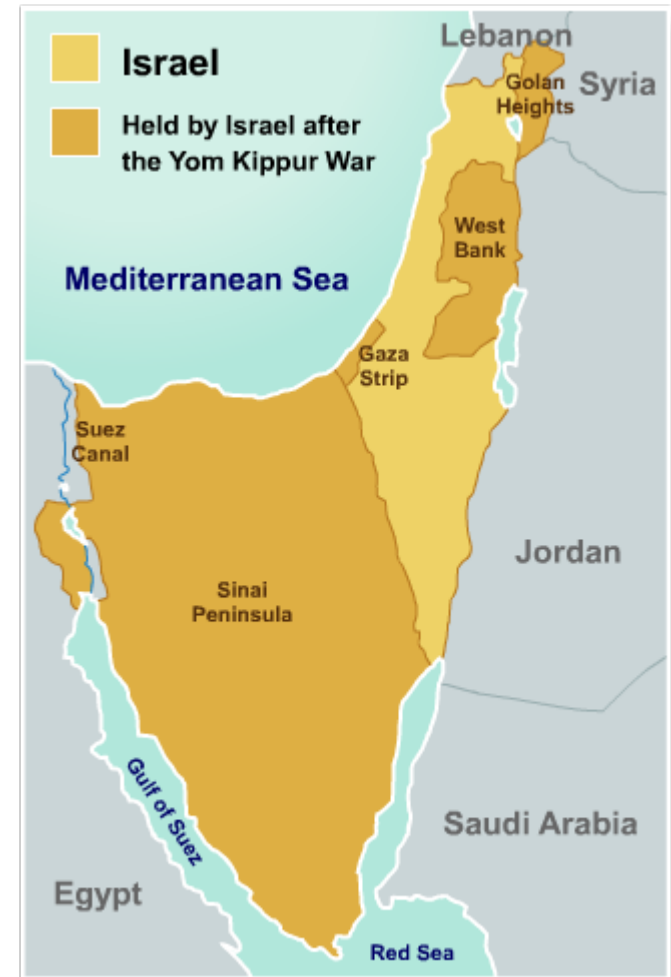 Lebanon
Israel
Golan
Heights
Syria
Held by Israel after
the Yom Kippur War
West
Bank
Mediterranean Sea
Gaza
Strip
Suez
Canal
Jordan
Sinai
Peninsula
Gulf of Suez
Saudi Arabia
Egypt
Red Sea